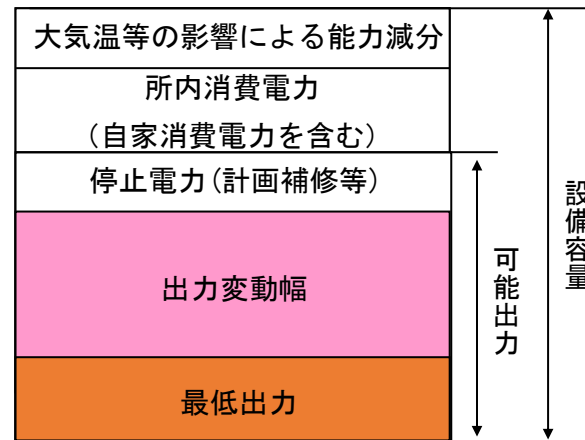 大気温等の影響による能力減分
所内消費電力
（自家消費電力を含む）
停止電力（計画補修等）
出力変動幅
最低出力
可能出力
設備容量